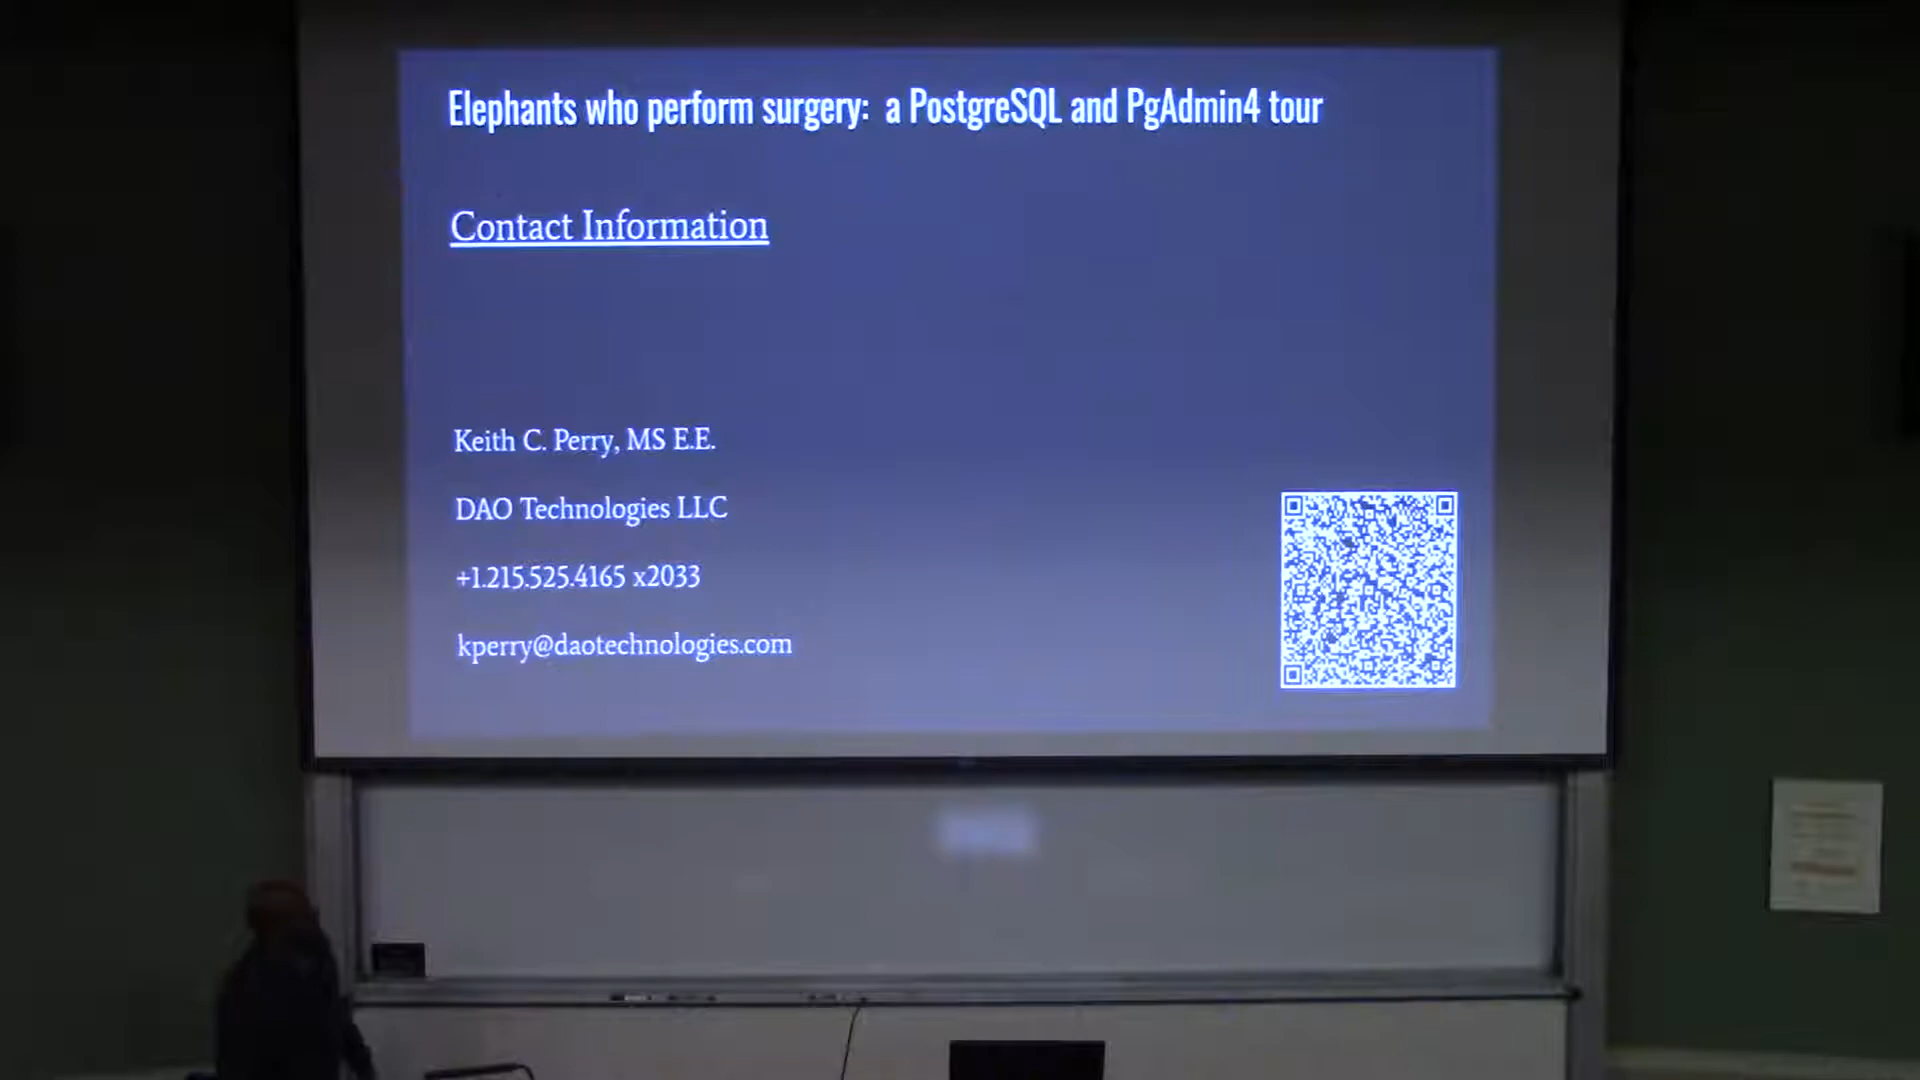 Elephants who perform surgery: a PostgreSQL and PgAdmin4 tour
Contact Information
Keith C. Perry, MS E.E.
DAO Technologies LLC
+1.215.525.4165 x2033
kperry@daotechnologies.com